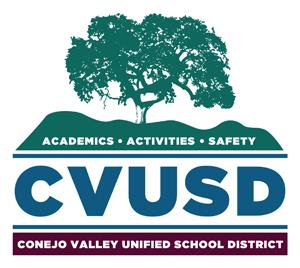 ACADEMICS • ACTIVITIES • SAFETY
CVUSD
CONEJO VALLEY UNIFIED SCHOOL DISTRICT